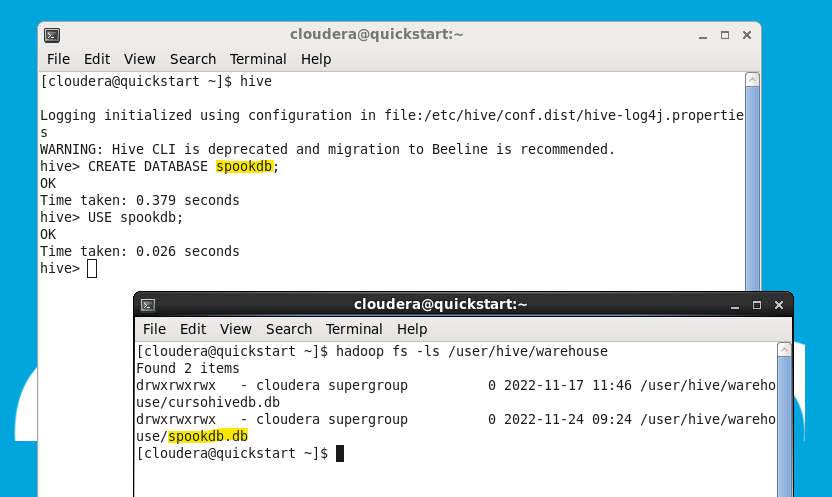 cloudera@quickstart:~
File Edit View Search Terminal Help
[cloudera@quickstart ~]$ hive
Logging initialized using configuration in file:/etc/hive/conf.dist/hive-log4j.propertie
s
WARNING: Hive CLI is deprecated and migration to Beeline is recommended.
hive> CREATE DATABASE spookdb;
OK
Time taken: 0.379 seconds
hive> USE spookdb;
OK
Time taken: 0.026 seconds
hive>
cloudera@quickstart:~
File Edit View Search Terminal Help
[cloudera@quickstart ~]$ hadoop fs -ls /user/hive/warehouse
Found 2 items
drwxrwxrwx   - cloudera supergroup          0 2022-11-17 11:46 /user/hive/wareho
use/cursohivedb.db
drwxrwxrwx   - cloudera supergroup          0 2022-11-24 09:24 /user/hive/wareho
use/spookdb.db
[cloudera@quickstart ~]$